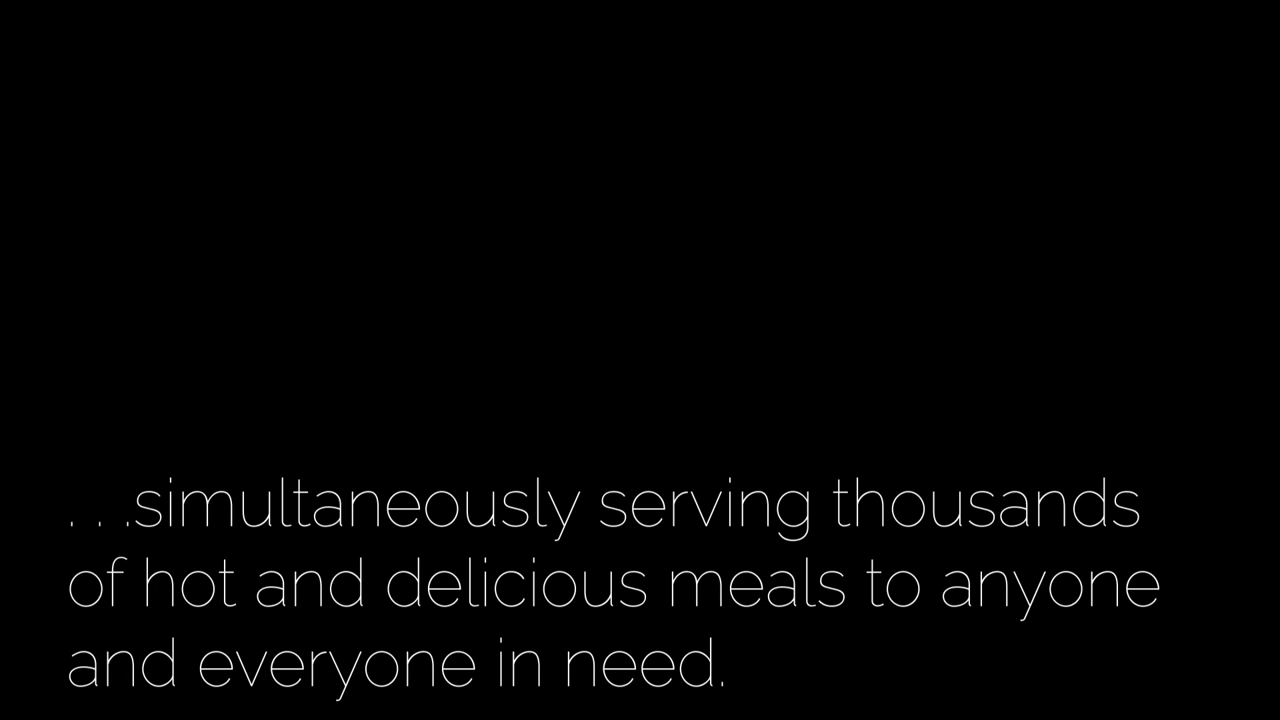 . . .simultaneously serving thousands
of hot and delicious meals to anyone
and everyone in need.